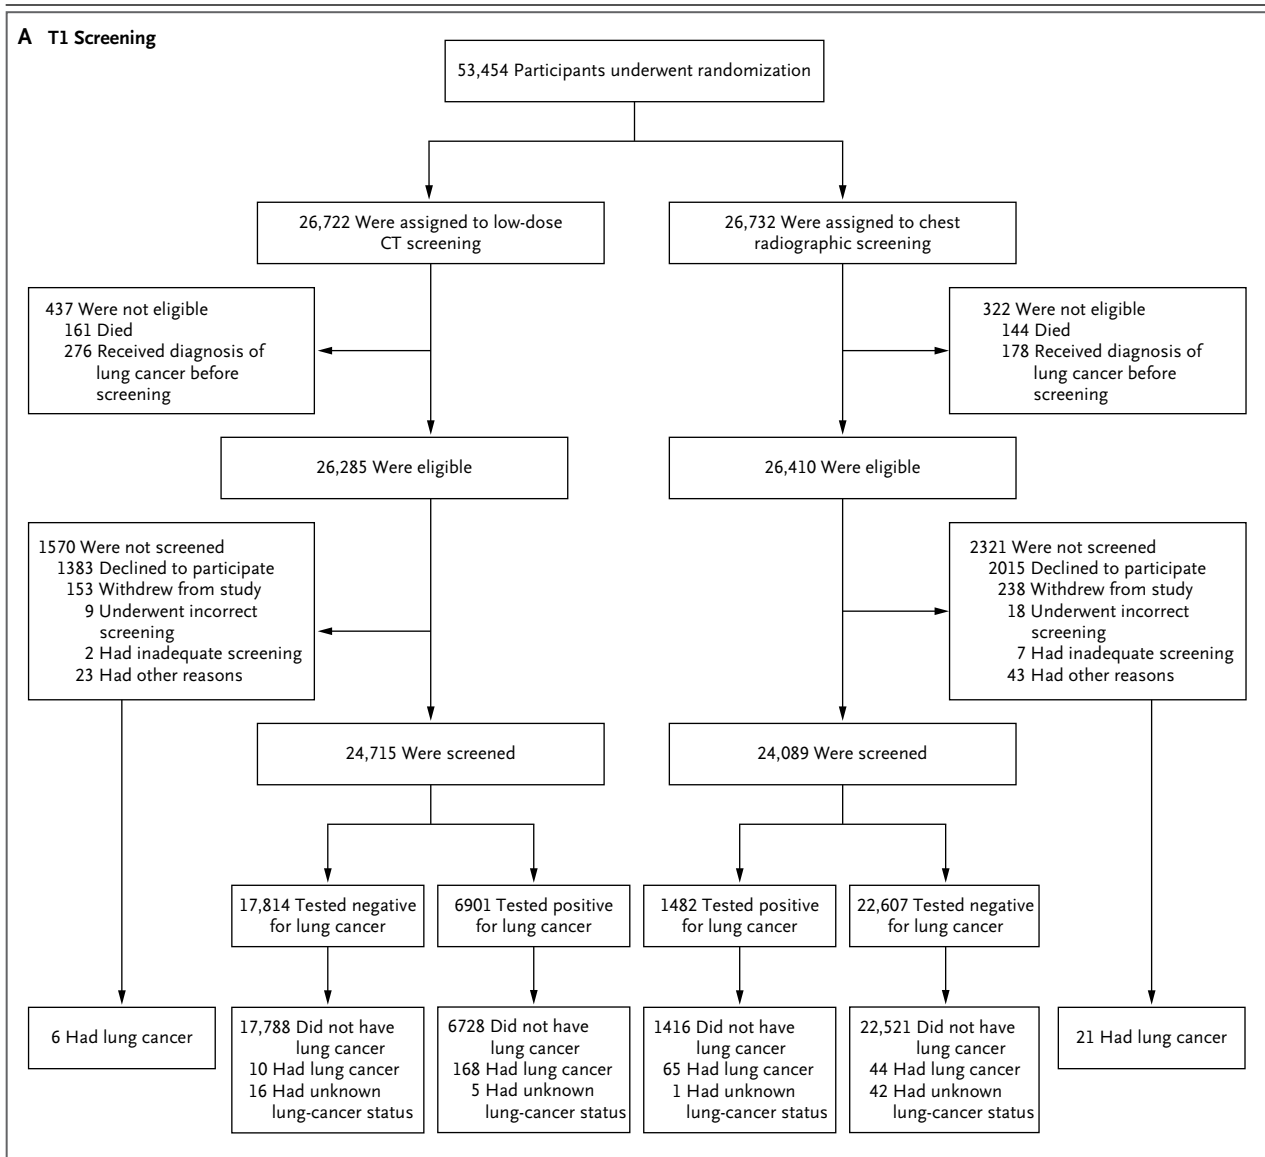 A T1 Screening
53,454 Participants underwent randomization
26,722 Were assigned to low-dose
CT screening
26,732 Were assigned to chest
radiographic screening
437 Were not eligible
161 Died
276 Received diagnosis of
lung cancer before
screening
322 Were not eligible
144 Died
178 Received diagnosis of
lung cancer before
screening
26,285 Were eligible
26,410 Were eligible
1570 Were not screened
1383 Declined to participate
153 Withdrew from study
9 Underwent incorrect
screening
2 Had inadequate screening
23 Had other reasons
2321 Were not screened
2015 Declined to participate
238 Withdrew from study
18 Underwent incorrect
screening
7 Had inadequate screening
43 Had other reasons
24,715 Were screened
24,089 Were screened
17,814 Tested negative
for lung cancer
6901 Tested positive
for lung cancer
1482 Tested positive
for lung cancer
22,607 Tested negative
for lung cancer
6 Had lung cancer
17,788 Did not have
lung cancer
10 Had lung cancer
16 Had unknown
lung-cancer status
6728 Did not have
lung cancer
168 Had lung cancer
5 Had unknown
lung-cancer status
1416 Did not have
lung cancer
65 Had lung cancer
1 Had unknown
lung-cancer status
22,521 Did not have
lung cancer
44 Had lung cancer
42 Had unknown
lung-cancer status
21 Had lung cancer